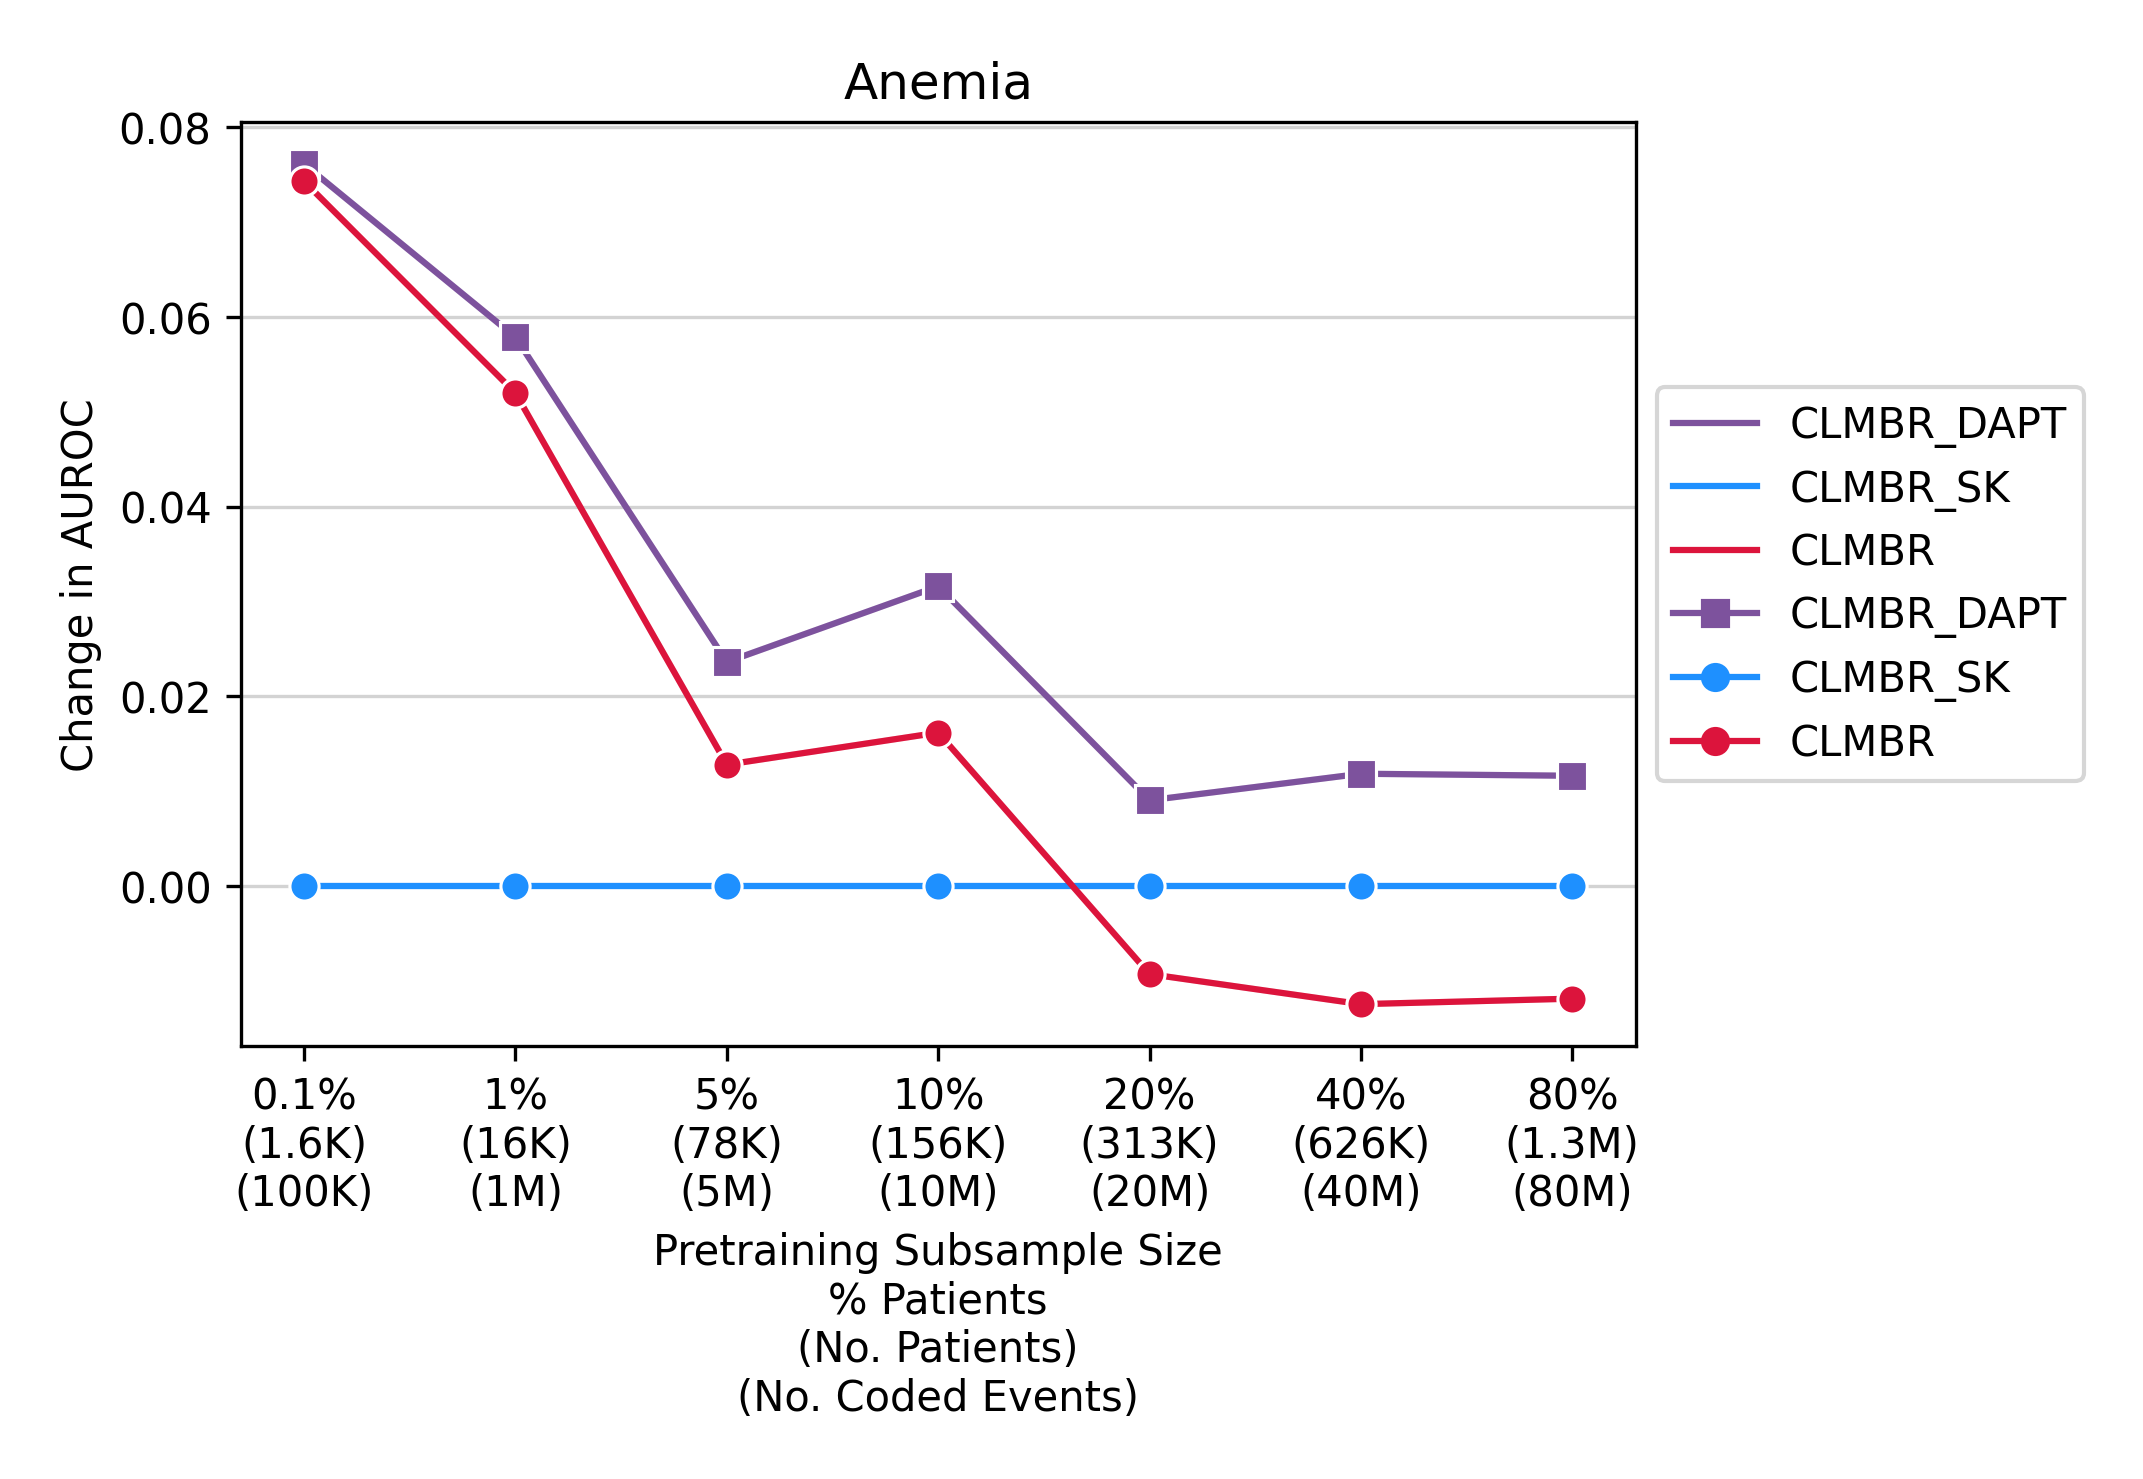 Anemia
0.08
0.06
0.04
0.02
0.00
Change in AUROC
0.1% 1% 5% 10% 20% 40% 80%
(1.6K) (16K) (78K) (156K) (313K) (626K) (1.3M)
(100K) (1M) (5M) (10M) (20M) (40M) (80M)
Pretraining Subsample Size
% Patients
(No. Patients)
(No. Coded Events)
CLMBR_DAPT
CLMBR_SK
CLMBR
CLMBR_DAPT
CLMBR_SK
CLMBR